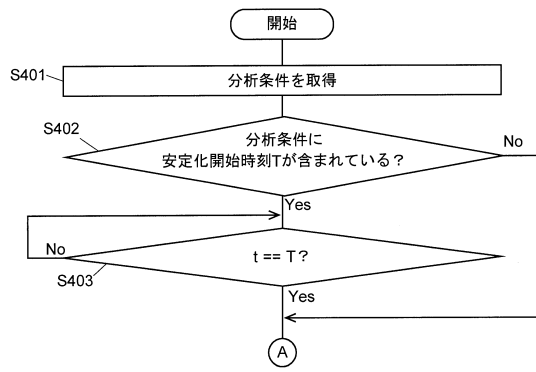 開始
S401
分析条件を取得
S402
分析条件に
安定化開始時刻Tが含まれている？
No
Yes
No
t == T？
S403
Yes
A